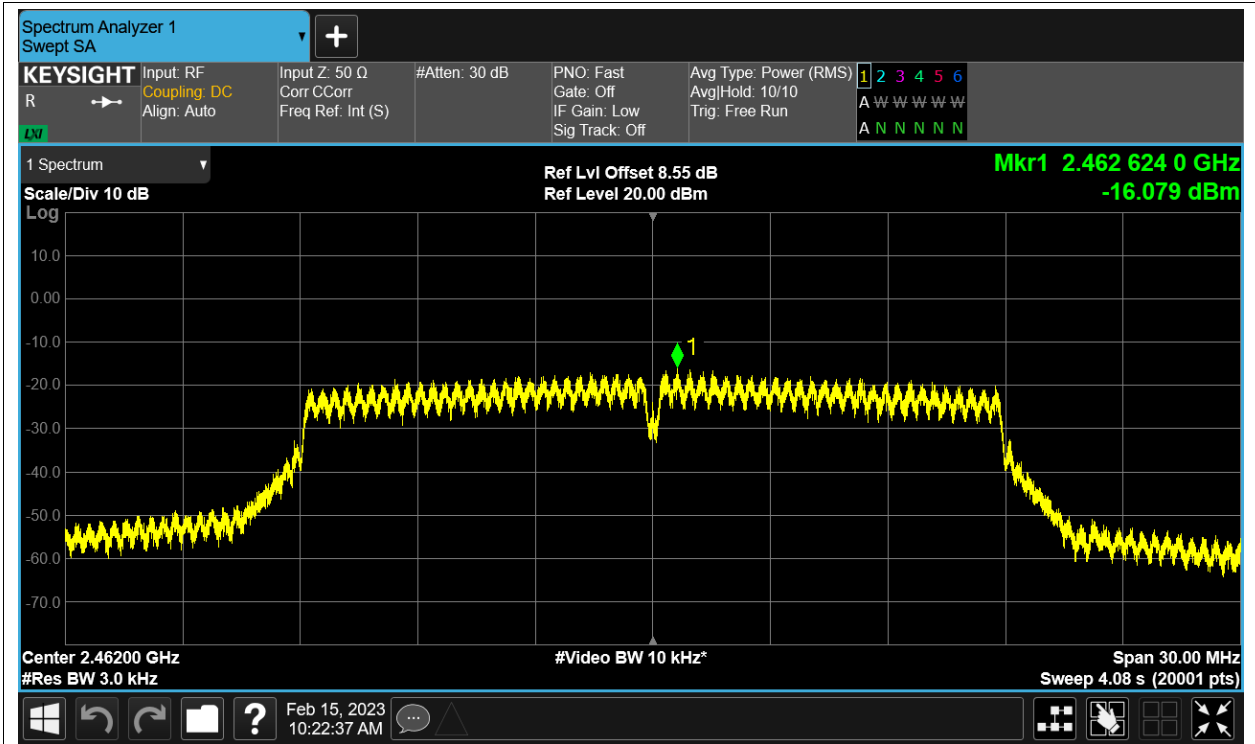 Spectrum Analyzer 1
Swept SA
KEYSIGHT
R
LXI
Input: RF
Coupling: DC
Align: Auto
Input Z: 50 Ω
Corr CCorr
Freq Ref: Int (S)
#Atten: 30 dB
PNO: Fast
Gate: Off
IF Gain: Low
Sig Track: Off
Avg Type: Power (RMS)
Avg|Hold: 10/10
Trig: Free Run
1 2 3 4 5 6
A W W W W W
A N N N N N
1 Spectrum
Scale/Div 10 dB
Log
Ref Lvl Offset 8.55 dB
Ref Level 20.00 dBm
Mkr1 2.462 624 0 GHz
-16.079 dBm
10.0
0.00
-10.0
1
-20.0
-30.0
-40.0
-50.0
-60.0
-70.0
Center 2.46200 GHz
#Video BW 10 kHz*
Span 30.00 MHz
#Res BW 3.0 kHz
Sweep 4.08 s (20001 pts)
?
Feb 15, 2023
10:22:37 AM